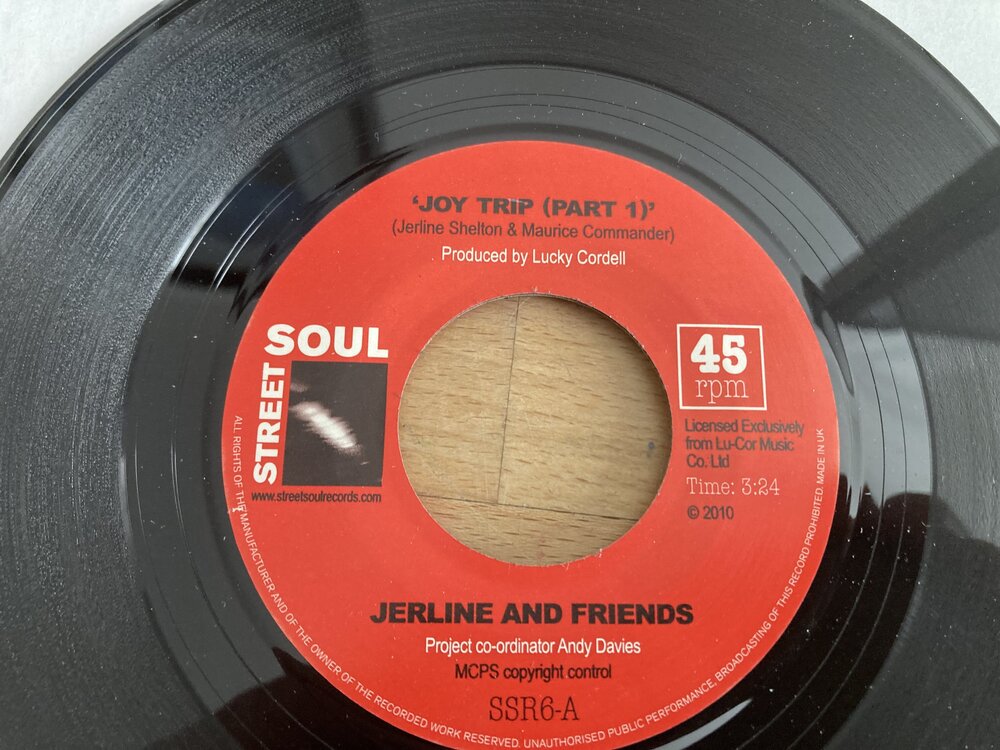 ‘JOY TRIP (PART 1)’
(Jerline Shelton & Maurice Commander)
Produced by Lucky Cordell
STREET SOUL
www.streetsoulrecords.com
45
rpm
Licensed Exclusively
from Lu-Cor Music
Co. Ltd
Time: 3:24
© 2010
JERLINE AND FRIENDS
Project co-ordinator Andy Davies
MCPS copyright control
SSR6-A
ALL RIGHTS OF THE MANUFACTURER AND OF THE OWNER OF THE RECORDED WORK RESERVED. UNAUTHORISED PUBLIC PERFORMANCE, BROADCASTING OF THIS RECORD PROHIBITED. MADE IN UK